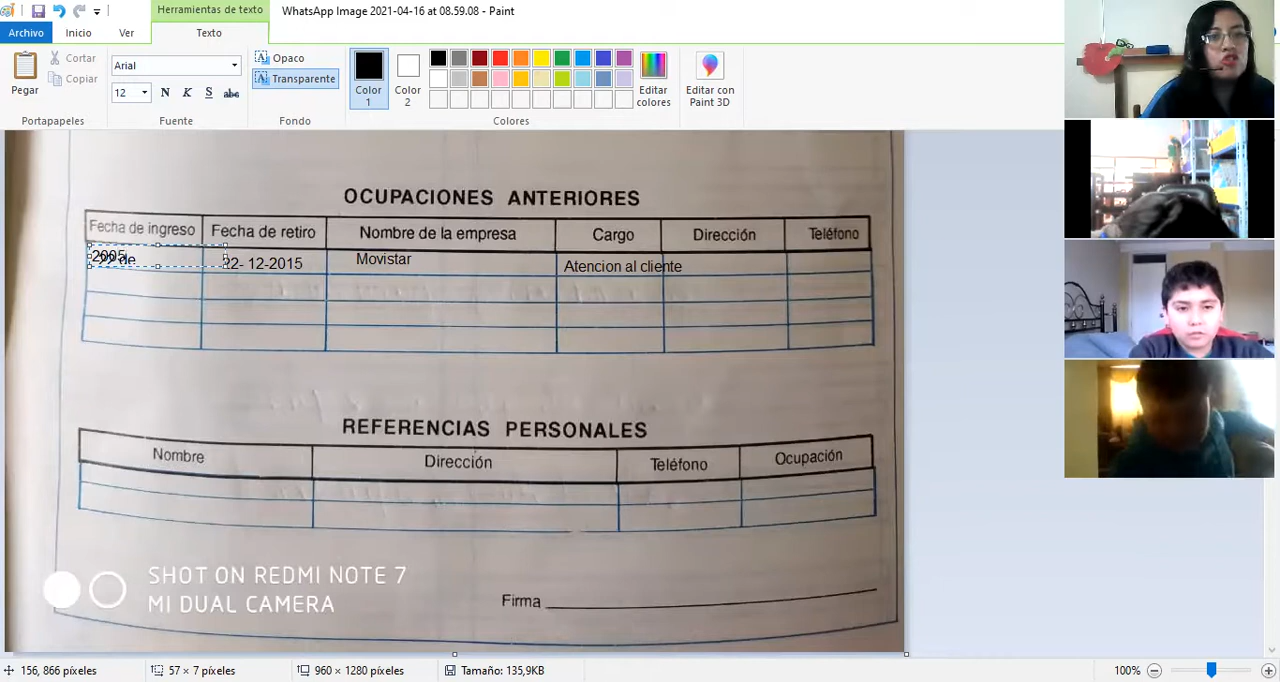 WhatsApp Image 2021-04-16 at 08.59.08 - Paint
Herramientas de texto
Archivo Inicio Ver Texto
Pegar
Cortar
Copiar
Portapapeles
Arial
12 N K S abc
Fuente
Opaco
Transparente
Fondo
Color 1
Color 2
Editar colores
Editar con Paint 3D
Colores
OCUPACIONES ANTERIORES
Fecha de ingreso Fecha de retiro Nombre de la empresa Cargo Dirección Teléfono
2005
22 de 22- 12-2015 Movistar Atencion al cliente
REFERENCIAS PERSONALES
Nombre Dirección Teléfono Ocupación
SHOT ON REDMI NOTE 7
MI DUAL CAMERA
Firma
156, 866 píxeles 57 × 7 píxeles 960 × 1280 píxeles Tamaño: 135,9KB 100%